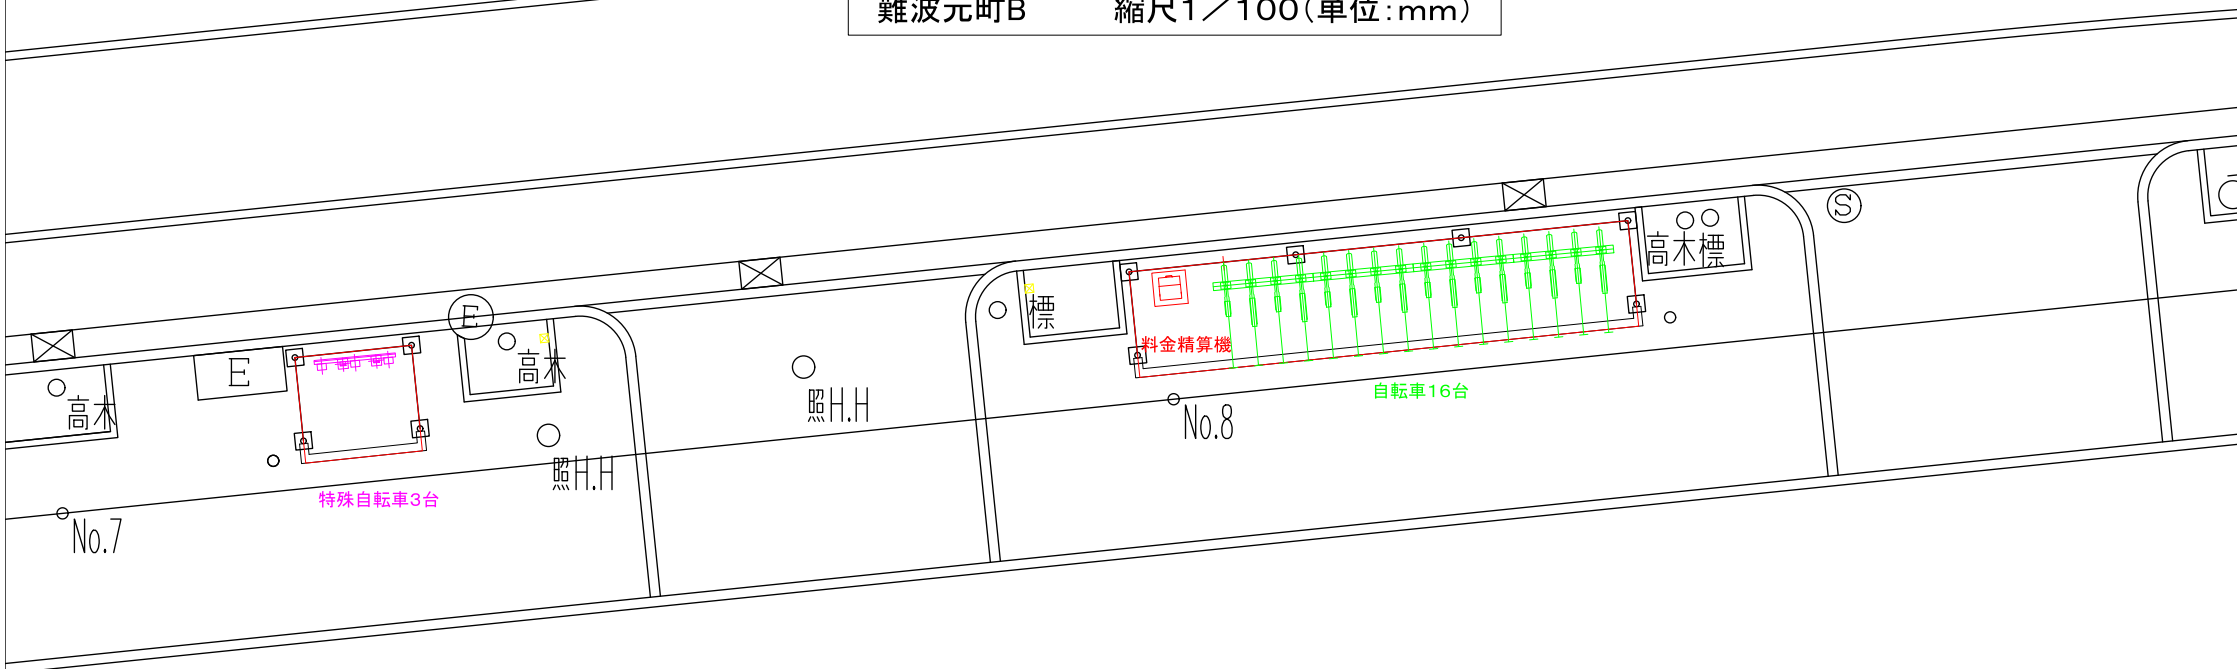 難波元町B 縮尺1／100(単位:mm)
S
高木標
E
標
高木
E
料金精算機
高木
照H.H
自転車16台
No.8
照H.H
特殊自転車3台
No.7